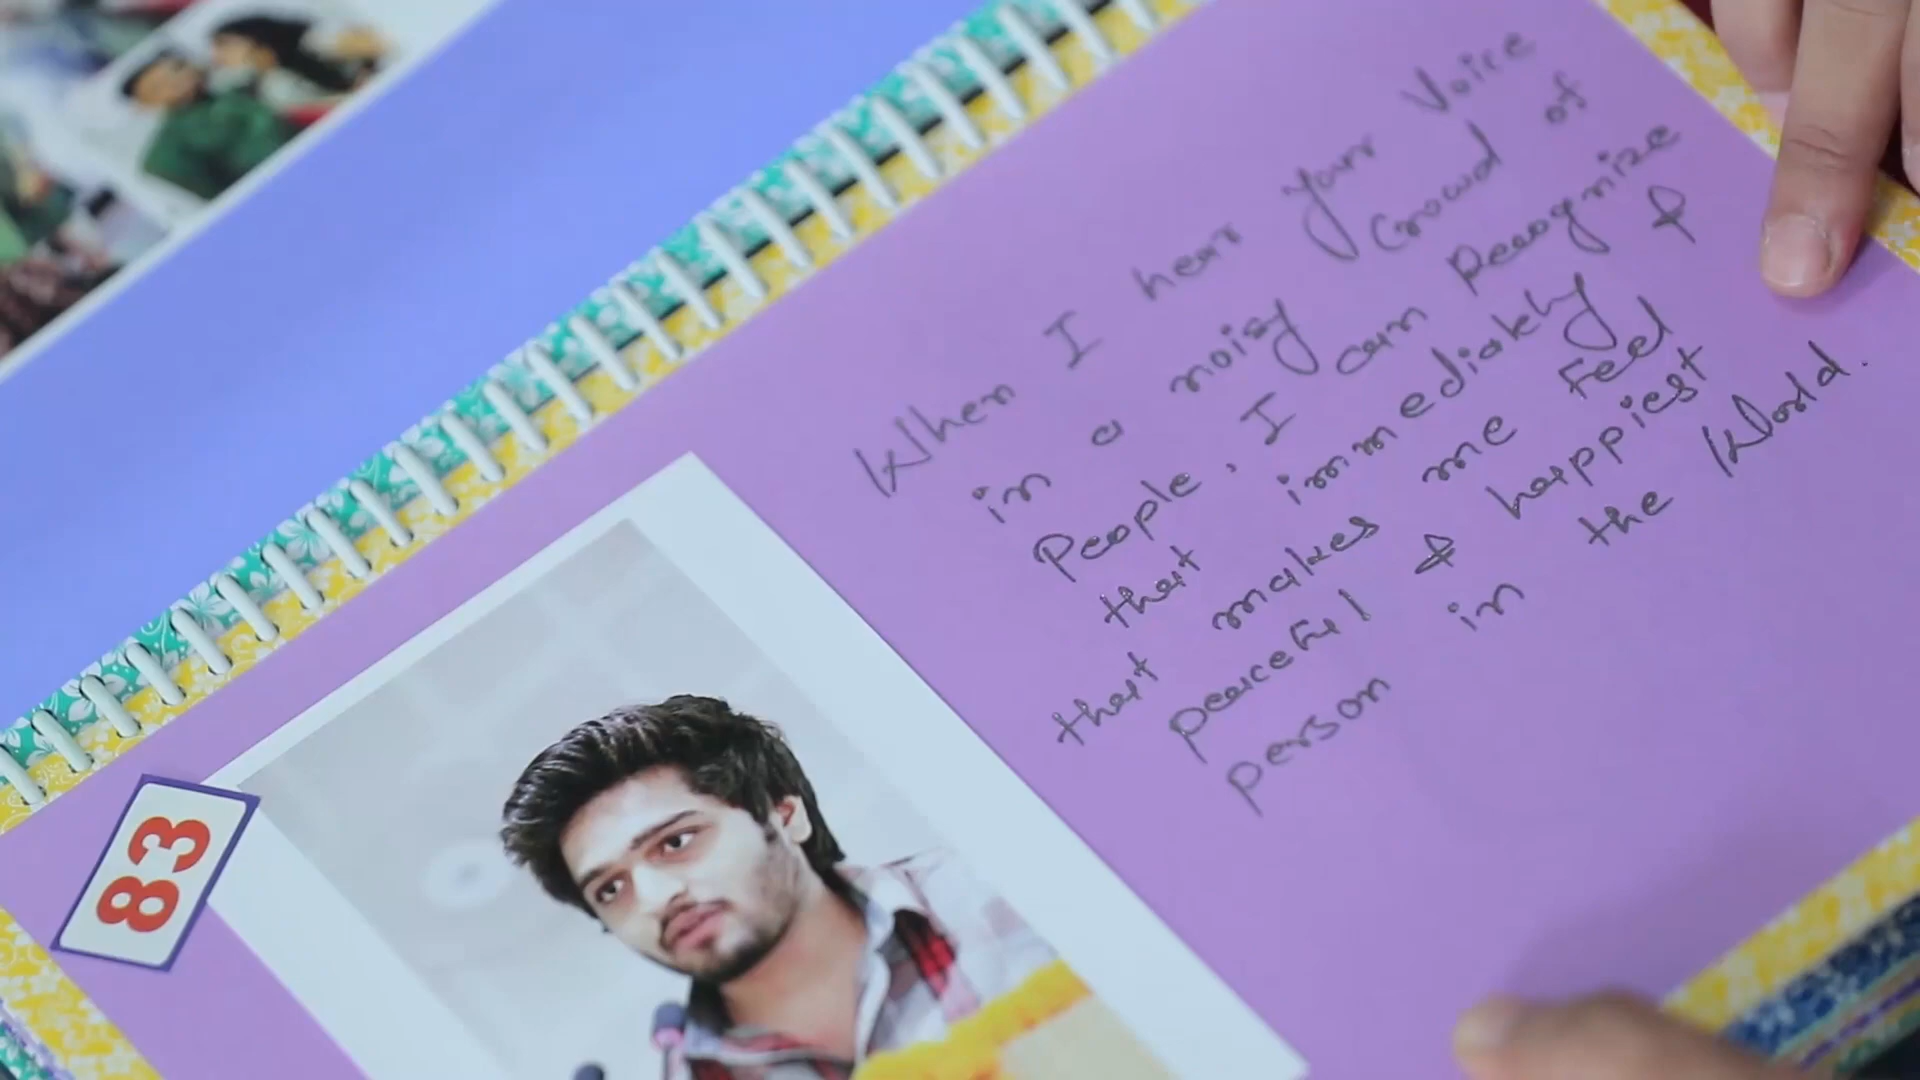 When I hear your Voice
in a noisy Crowd of
People, I can Recognize
that immediately &
that makes me Feel
peaceful & happiest
person in the World.
83